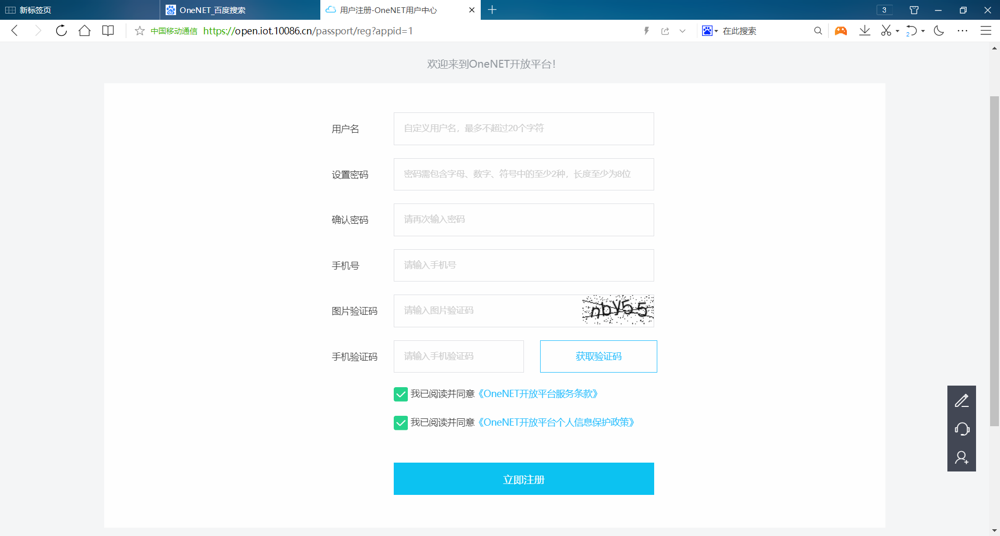 新标签页
OneNET_百度搜索
用户注册-OneNET用户中心
3
中国移动通信 https://open.iot.10086.cn/passport/reg?appid=1
在此搜索
2
欢迎来到OneNET开放平台!
用户名 自定义用户名，最多不超过20个字符
设置密码 密码需包含字母、数字、符号中的至少2种，长度至少为8位
确认密码 请再次输入密码
手机号 请输入手机号
图片验证码 请输入图片验证码 nby55
手机验证码 请输入手机验证码 获取验证码
我已阅读并同意《OneNET开放平台服务条款》
我已阅读并同意《OneNET开放平台个人信息保护政策》
立即注册